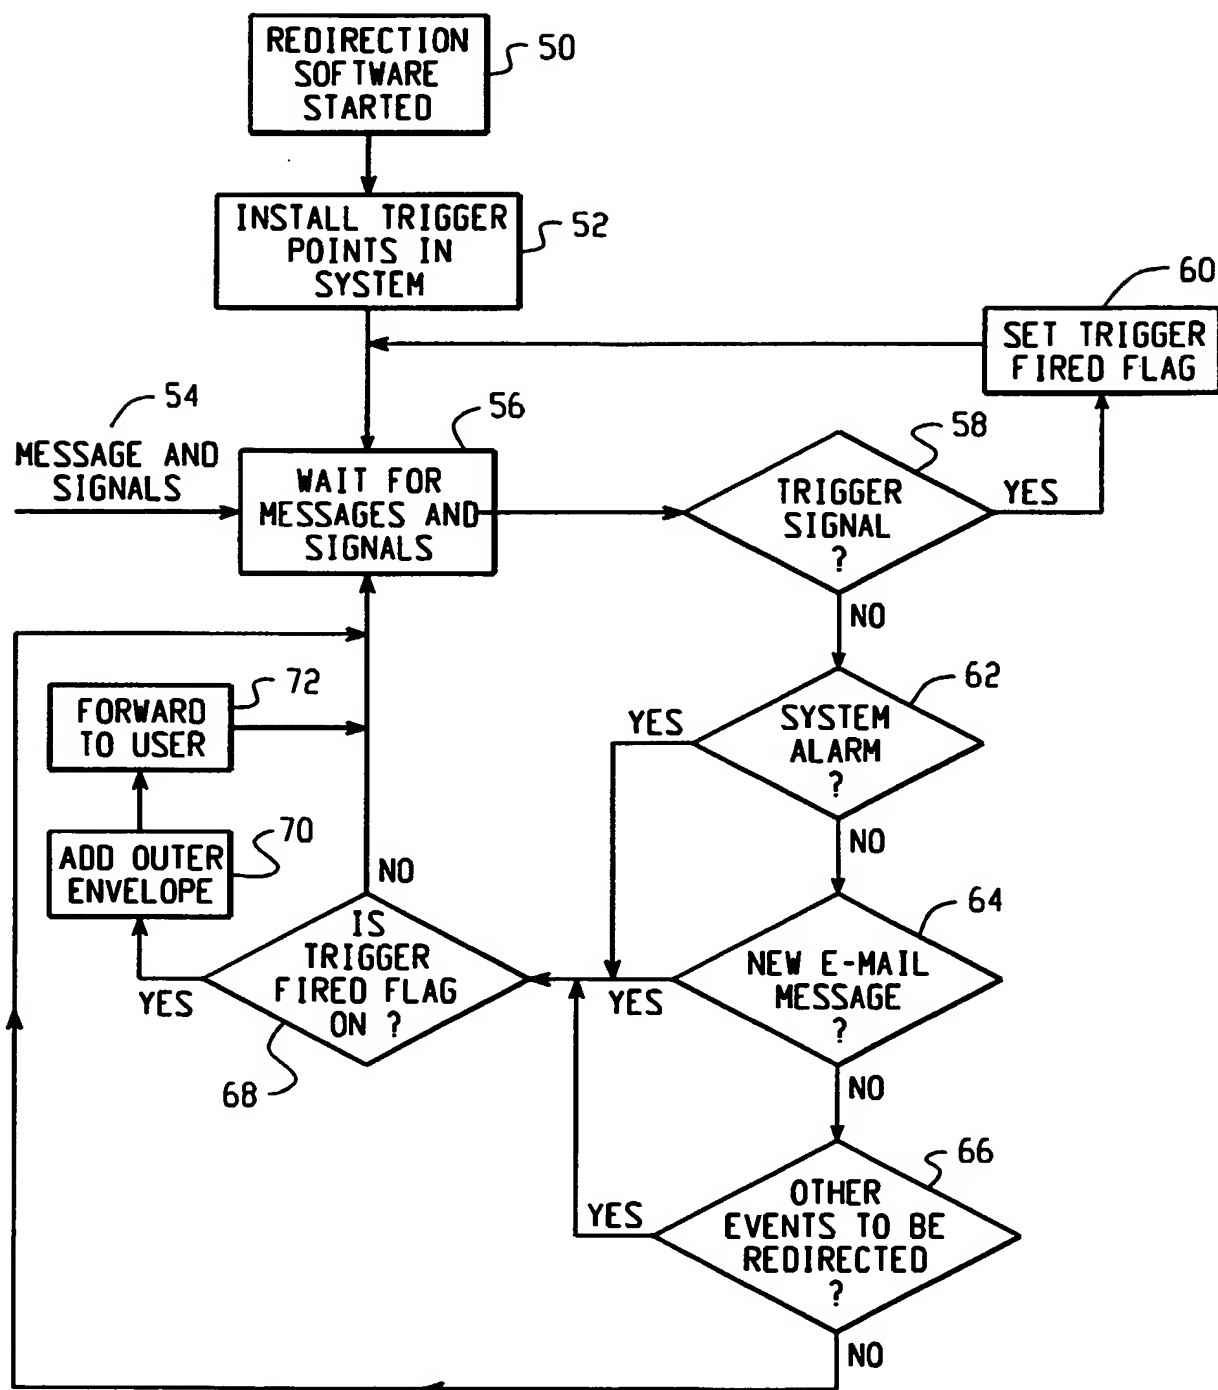 REDIRECTION
SOFTWARE
STARTED
50
INSTALL TRIGGER
POINTS IN
SYSTEM
52
60
SET TRIGGER
FIRED FLAG
54
MESSAGE AND
SIGNALS
56
WAIT FOR
MESSAGES AND
SIGNALS
58
TRIGGER
SIGNAL
?
YES
NO
62
SYSTEM
ALARM
?
YES
NO
72
FORWARD
TO USER
70
ADD OUTER
ENVELOPE
NO
IS
TRIGGER
FIRED FLAG
ON ?
YES
68
64
NEW E-MAIL
MESSAGE
?
YES
NO
66
OTHER
EVENTS TO BE
REDIRECTED
?
YES
NO